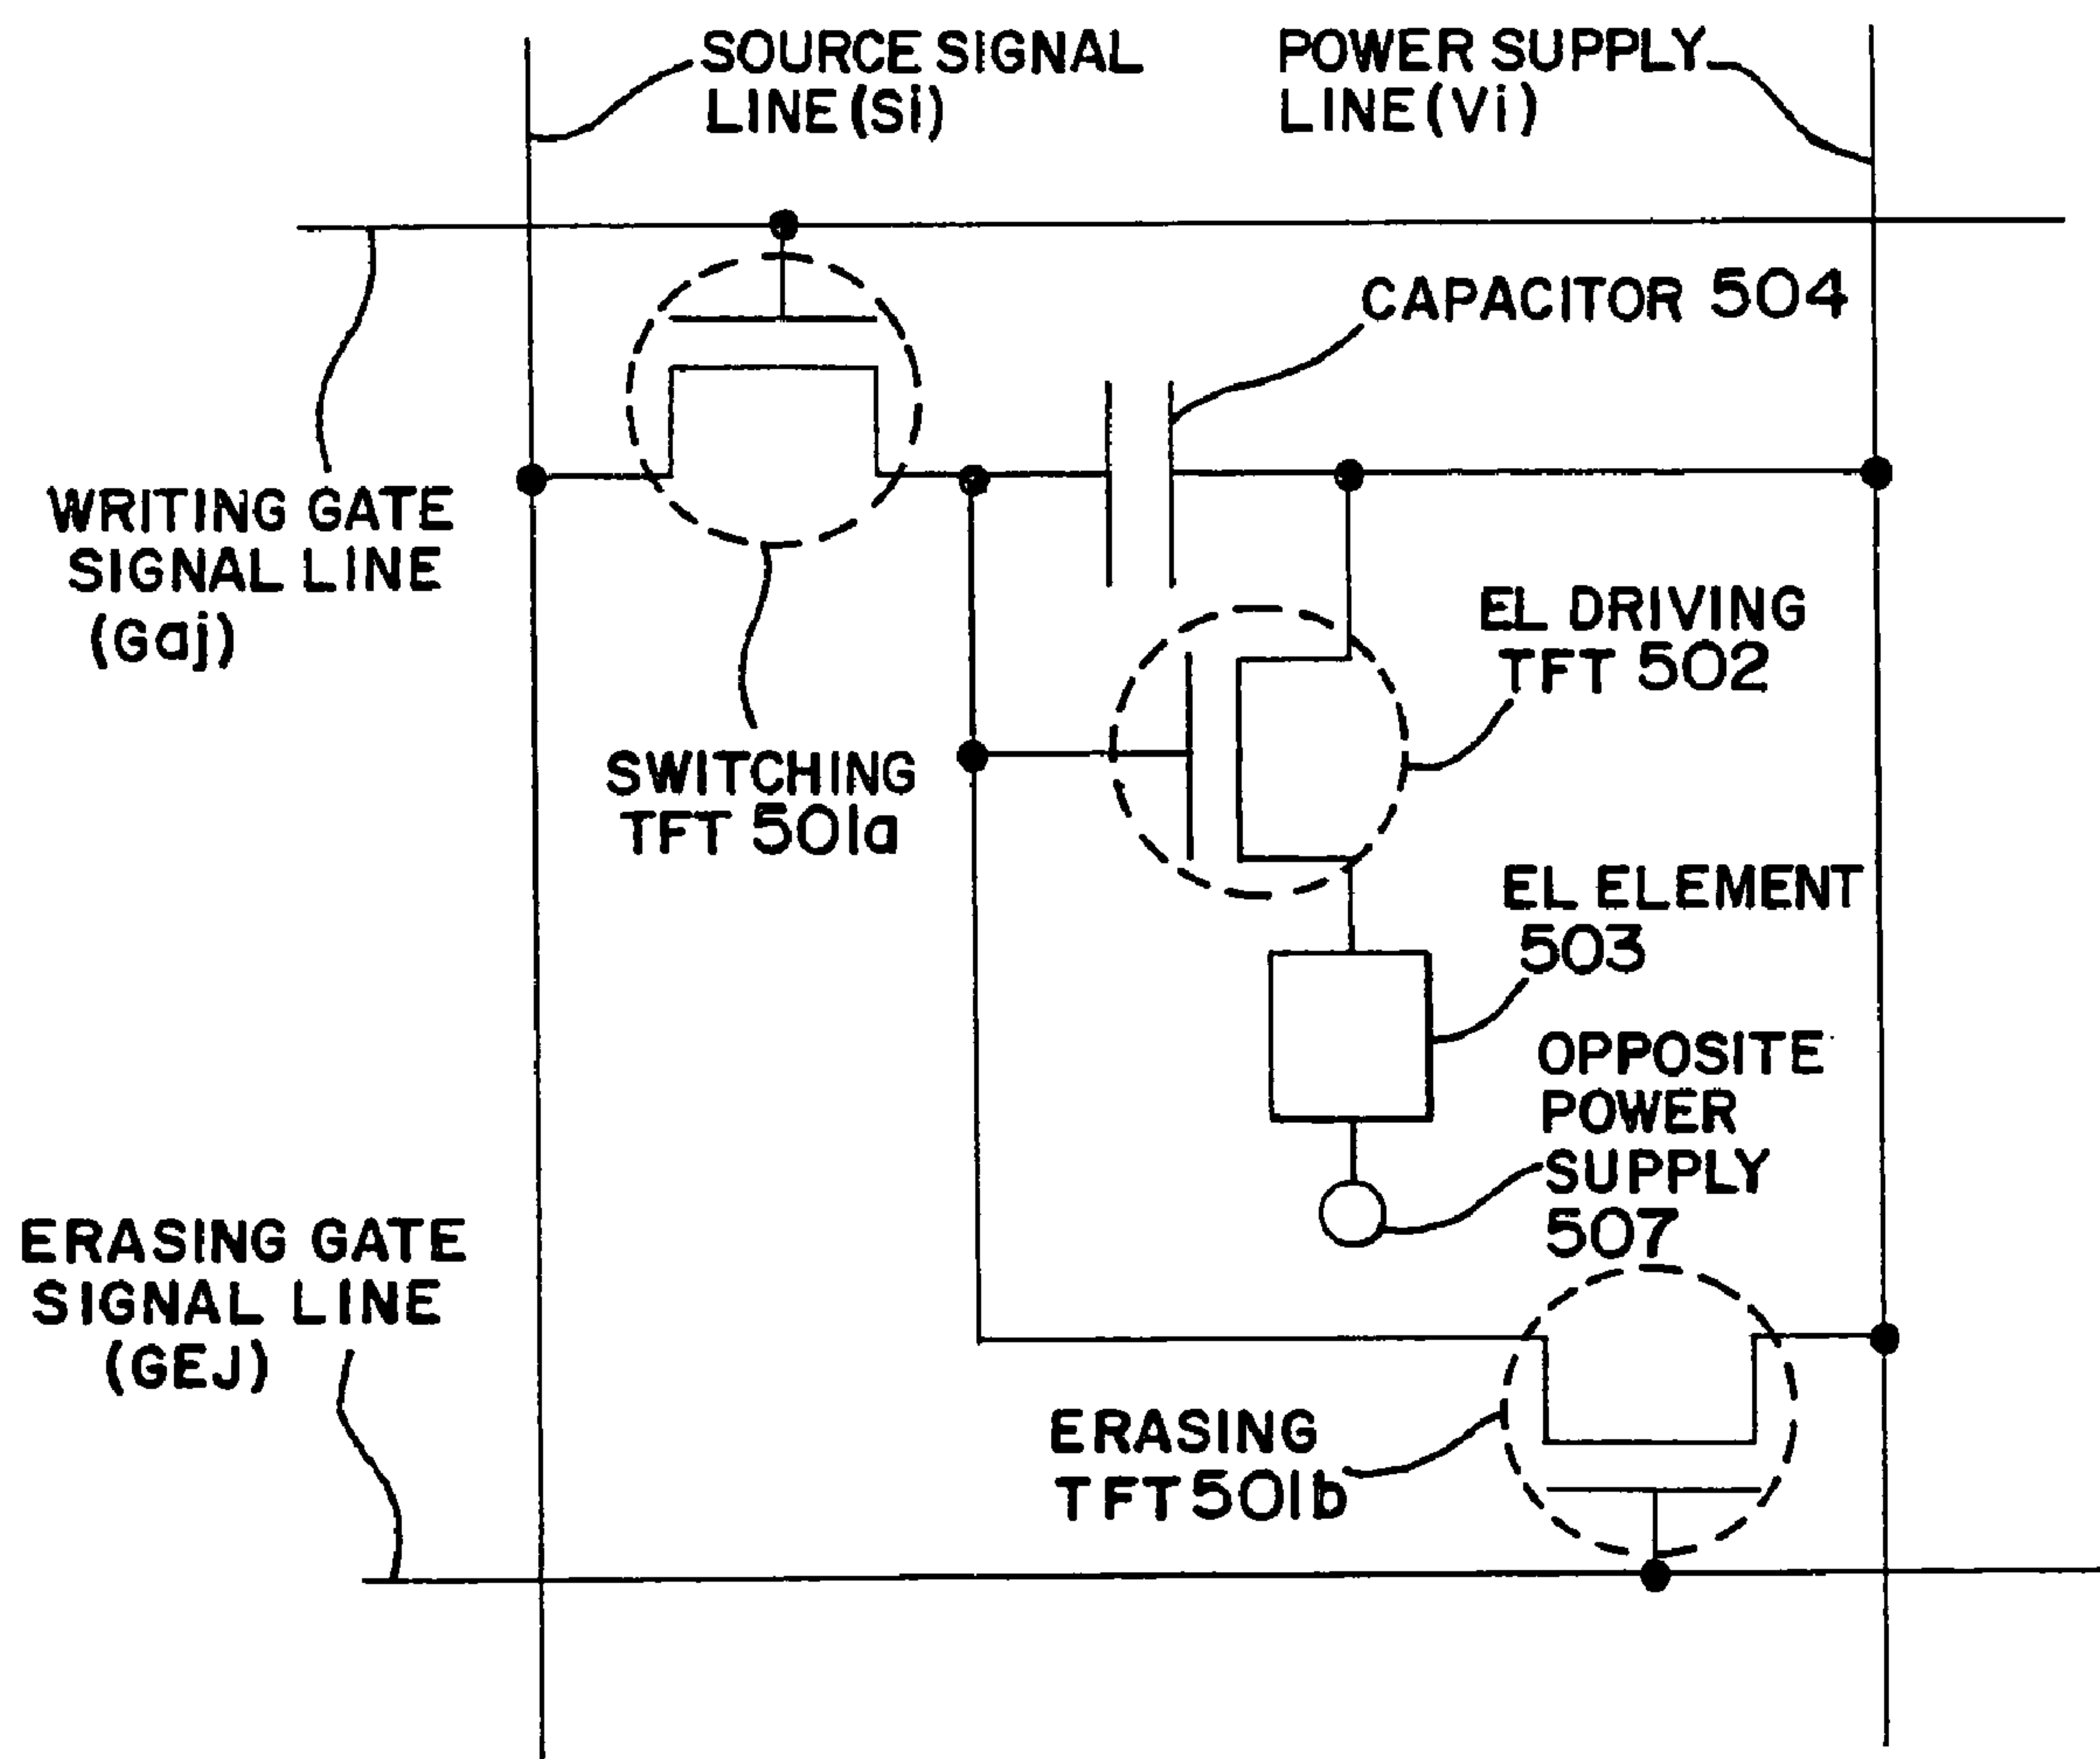 SOURCE SIGNAL
LINE (Si)
POWER SUPPLY
LINE (Vi)
CAPACITOR 504
WRITING GATE
SIGNAL LINE
(Gaj)
EL DRIVING
TFT 502
SWITCHING
TFT 501a
EL ELEMENT
503
OPPOSITE
POWER
SUPPLY
507
ERASING GATE
SIGNAL LINE
(GEJ)
ERASING
TFT 501b